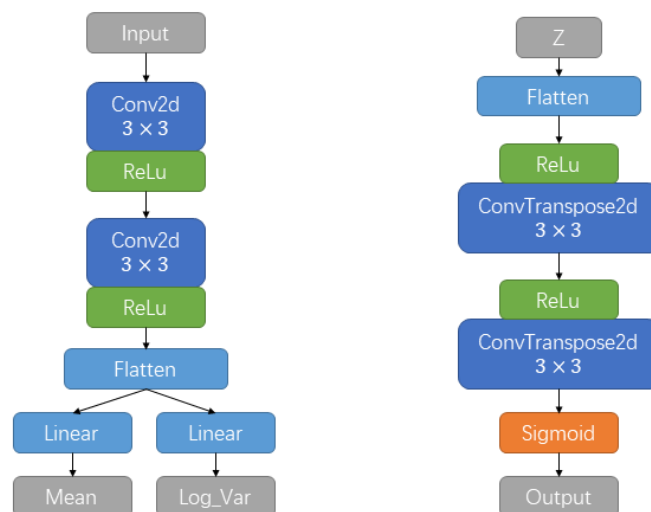 Input
Conv2d
3 × 3
ReLu
Conv2d
3 × 3
ReLu
Flatten
Linear
Linear
Mean
Log_Var
Z
Flatten
ReLu
ConvTranspose2d
3 × 3
ReLu
ConvTranspose2d
3 × 3
Sigmoid
Output